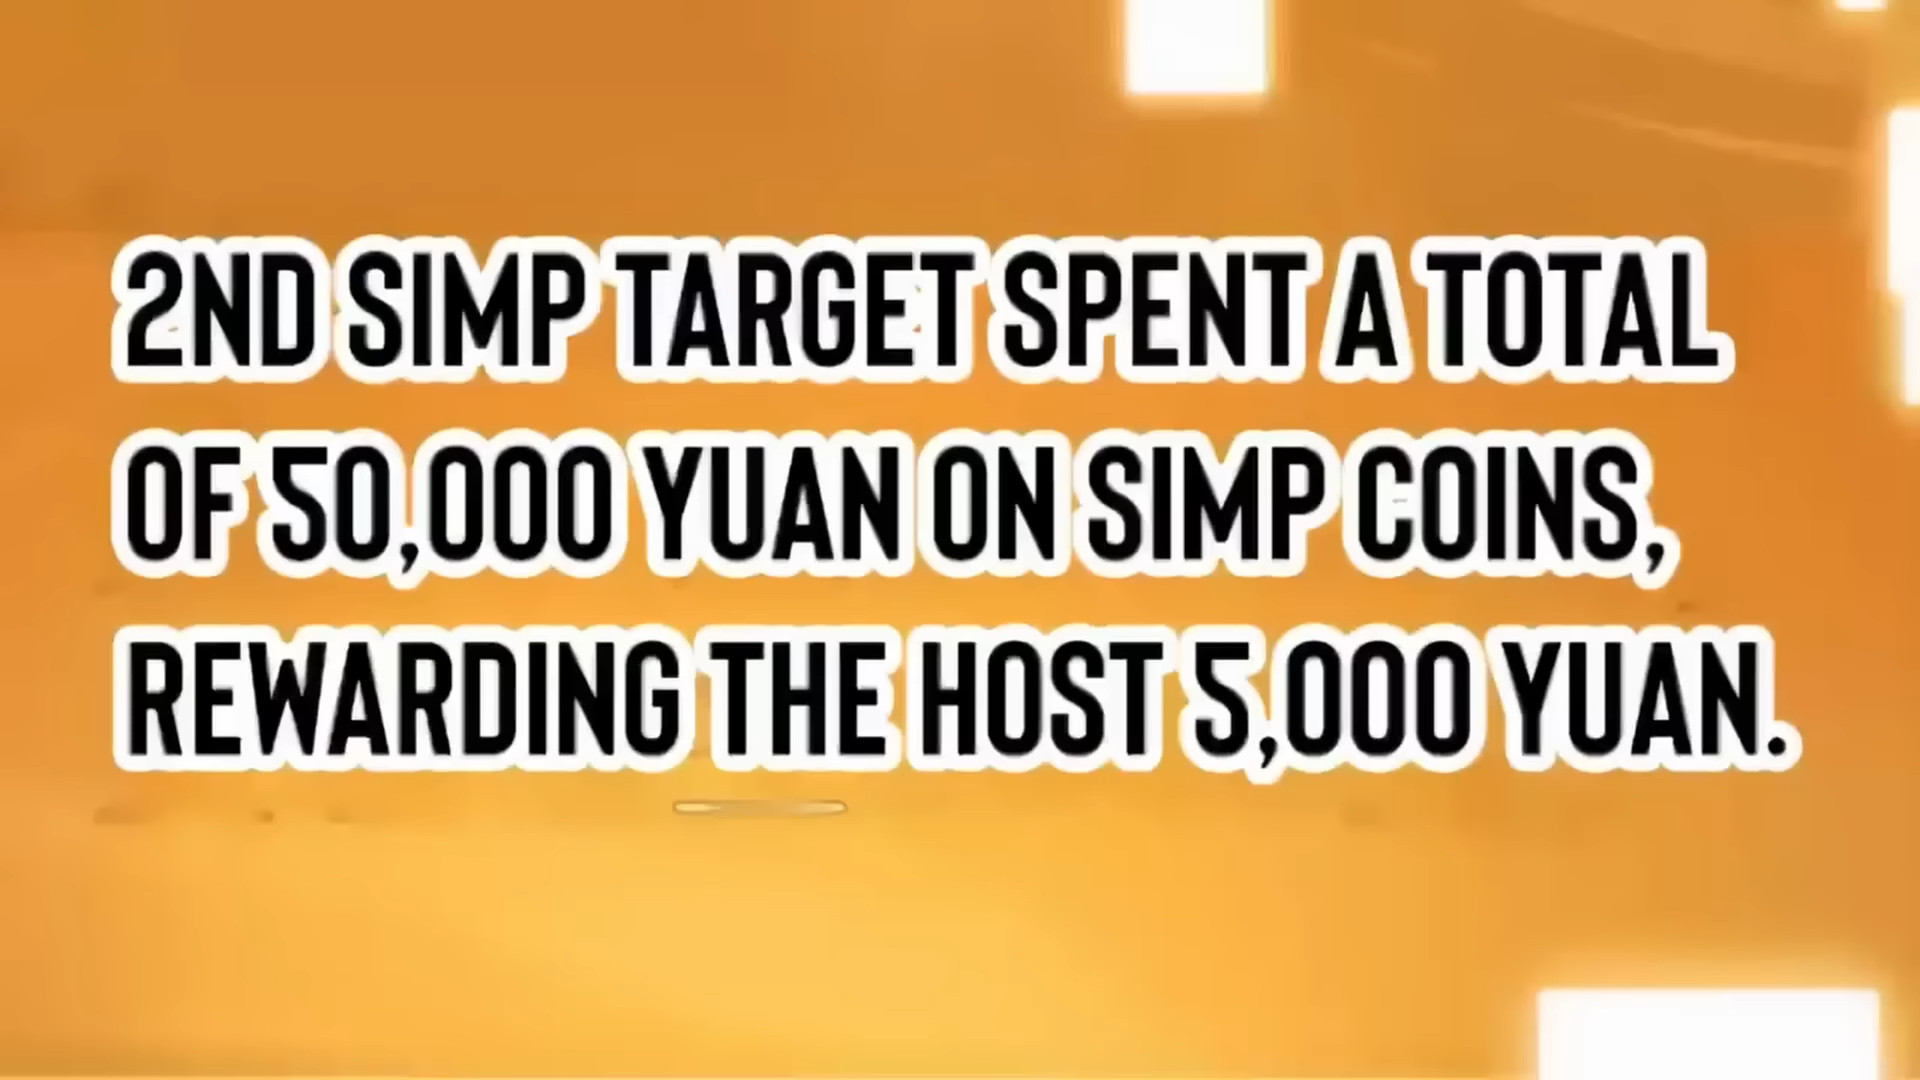 2ND SIMP TARGET SPENT A TOTAL
OF 50,000 YUAN ON SIMP COINS,
REWARDING THE HOST 5,000 YUAN.